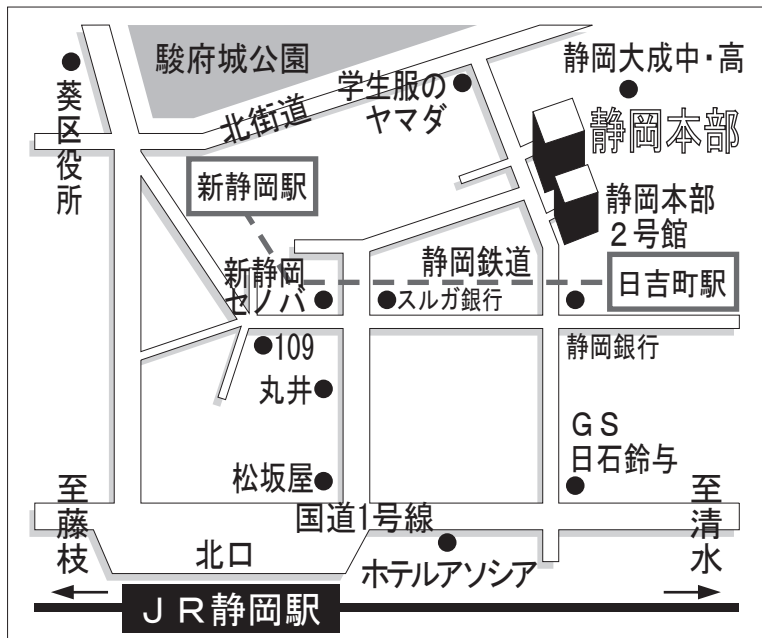 駿府城公園
葵区役所
北街道
学生服の
ヤマダ
静岡大成中・高
静岡本部
静岡本部
2号館
新静岡駅
新静岡
セノバ
静岡鉄道
日吉町駅
スルガ銀行
静岡銀行
109
丸井
松坂屋
GS
日石鈴与
国道1号線
至藤枝
北口
ホテルアソシア
至清水
JR静岡駅